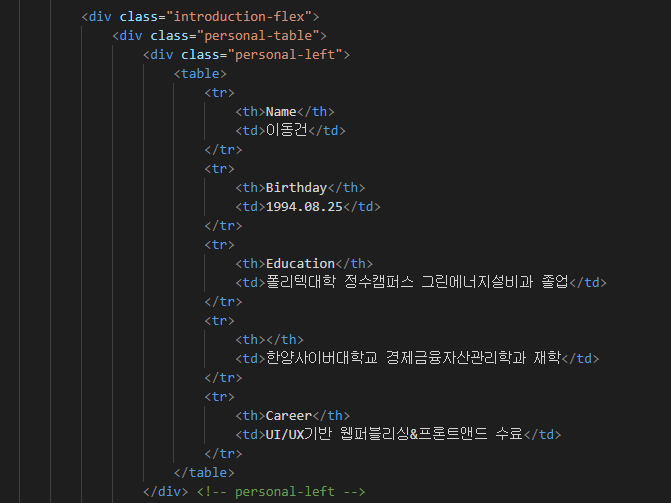 <div class="introduction-flex">
<div class="personal-table">
<div class="personal-left">
<table>
<tr>
<th>Name</th>
<td>이동건</td>
</tr>
<tr>
<th>Birthday</th>
<td>1994.08.25</td>
</tr>
<tr>
<th>Education</th>
<td>폴리텍대학 정수캠퍼스 그린에너지설비과 졸업</td>
</tr>
<tr>
<th></th>
<td>한양사이버대학교 경제금융자산관리학과 재학</td>
</tr>
<tr>
<th>Career</th>
<td>UI/UX기반 웹퍼블리싱&프론트앤드 수료</td>
</tr>
</table>
</div> <!-- personal-left -->